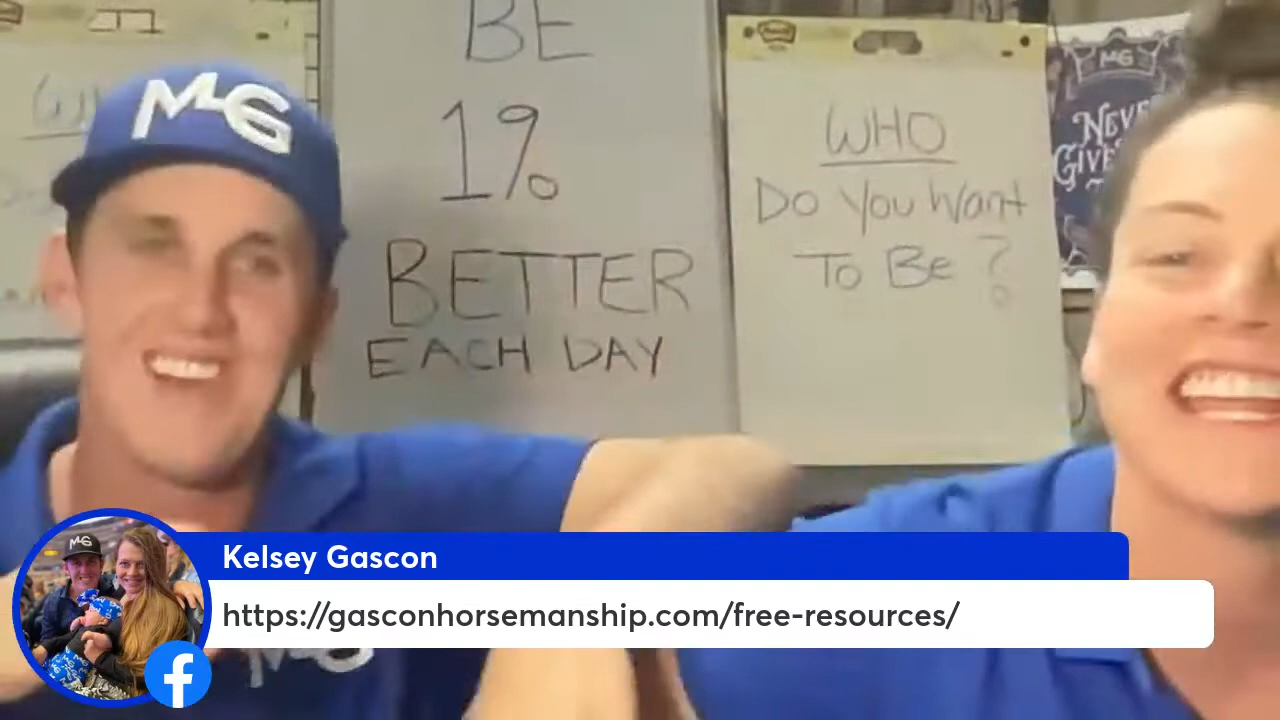 MG
BE
1%
BETTER
EACH DAY
WHO
Do You Want
To Be ?
MG
NEVE
GIVE
Kelsey Gascon
https://gasconhorsemanship.com/free-resources/
MG
MG